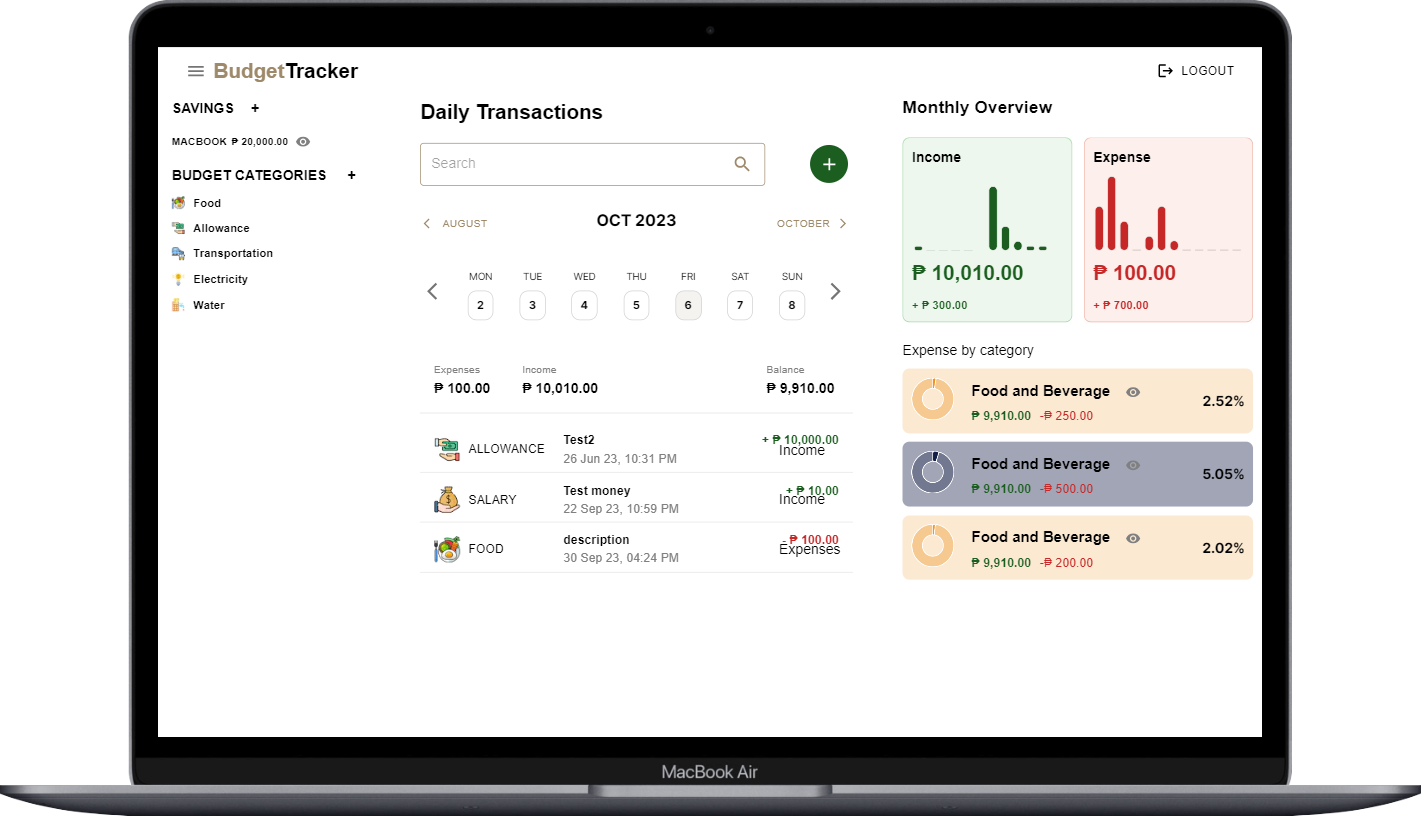 BudgetTracker
LOGOUT
SAVINGS +
MACBOOK ₱ 20,000.00
BUDGET CATEGORIES +
Food
Allowance
Transportation
Electricity
Water
Daily Transactions
Search
+
AUGUST
OCT 2023
OCTOBER
MON TUE WED THU FRI SAT SUN
2 3 4 5 6 7 8
Expenses Income Balance
₱ 100.00 ₱ 10,010.00 ₱ 9,910.00
ALLOWANCE
Test2
26 Jun 23, 10:31 PM
+ ₱ 10,000.00
Income
SALARY
Test money
22 Sep 23, 10:59 PM
+ ₱ 10.00
Income
FOOD
description
30 Sep 23, 04:24 PM
- ₱ 100.00
Expenses
Monthly Overview
Income
₱ 10,010.00
+ ₱ 300.00
Expense
₱ 100.00
+ ₱ 700.00
Expense by category
Food and Beverage
₱ 9,910.00 -₱ 250.00
2.52%
Food and Beverage
₱ 9,910.00 -₱ 500.00
5.05%
Food and Beverage
₱ 9,910.00 -₱ 200.00
2.02%
MacBook Air